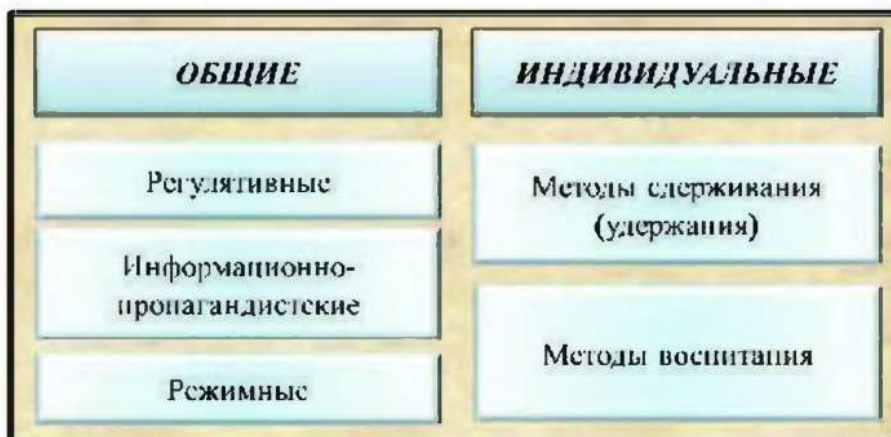 ОБЩИЕ
Регулятивные
Информационно-
пропагандистские
Режимные
ИНДИВИДУАЛЬНЫЕ
Методы сдерживания
(удержания)
Методы воспитания